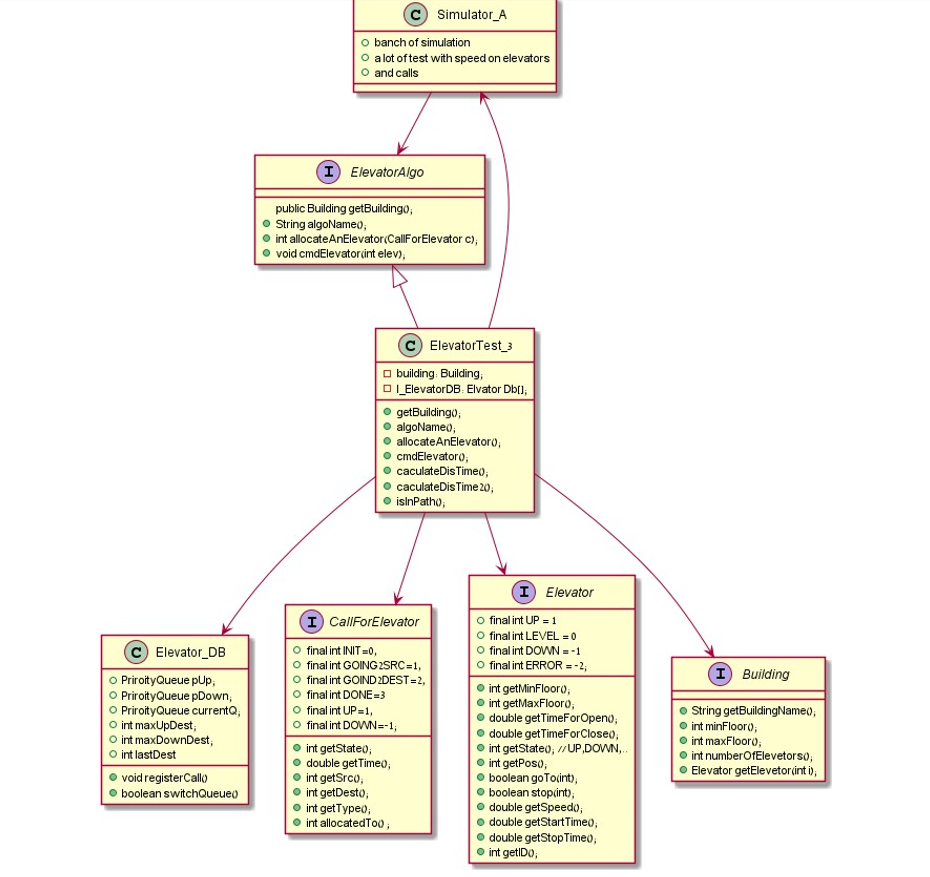 C Simulator_A
banch of simulation
a lot of test with speed on elevators
and calls
I ElevatorAlgo
public Building getBuilding();
String algoName();
int allocateAnElevator(CallForElevator c);
void cmdElevator(int elev);
C ElevatorTest_3
building: Building;
I_ElevatorDB: Elvator Db[];
getBuilding();
algoName();
allocateAnElevator();
cmdElevator();
caculateDisTime();
caculateDisTime2();
isInPath();
C Elevator_DB
PriroityQueue pUp,
PriroityQueue pDown,
PriroityQueue currentQ,
int maxUpDest,
int maxDownDest,
int lastDest
void registerCall()
boolean switchQueue()
I CallForElevator
final int INIT=0,
final int GOING2SRC=1,
final int GOIND2DEST=2,
final int DONE=3
final int UP=1,
final int DOWN=-1;
int getState();
double getTime();
int getSrc();
int getDest();
int getType();
int allocatedTo();
I Elevator
final int UP = 1
final int LEVEL = 0
final int DOWN = -1
final int ERROR = -2;
int getMinFloor();
int getMaxFloor();
double getTimeForOpen();
double getTimeForClose();
int getState(); //UP,DOWN,..
int getPos();
boolean goTo(int);
boolean stop(int);
double getSpeed();
double getStartTime();
double getStopTime();
int getID();
I Building
String getBuildingName();
int minFloor();
int maxFloor();
int numberOfElevetors();
Elevator getElevetor(int i);